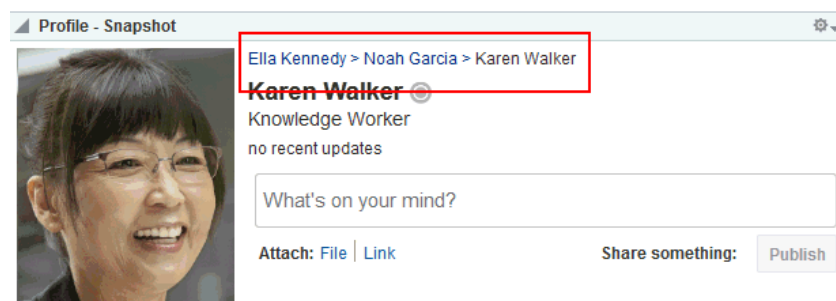 Profile - Snapshot
Ella Kennedy > Noah Garcia > Karen Walker
Karen Walker
Knowledge Worker
no recent updates
What's on your mind?
Attach: File | Link Share something: Publish